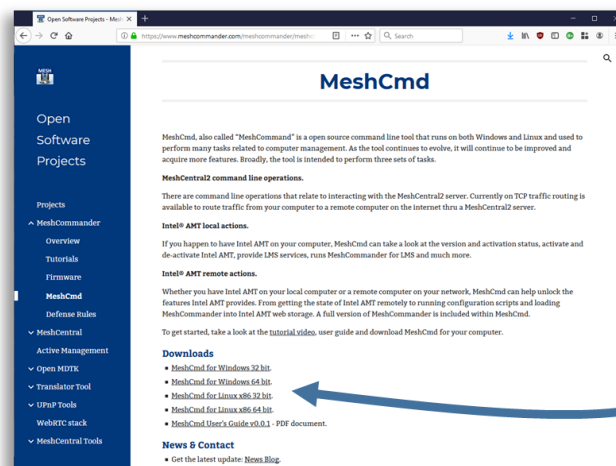 Open Software Projects - Mesh
https://www.meshcommander.com/meshcommander/mesh
Search
MESH
Open
Software
Projects
Projects
MeshCommander
Overview
Tutorials
Firmware
MeshCmd
Defense Rules
MeshCentral
Active Management
Open MDTK
Translator Tool
UPnP Tools
WebRTC stack
MeshCentral Tools
MeshCmd
MeshCmd, also called "MeshCommand" is a open source command line tool that runs on both Windows and Linux and used to
perform many tasks related to computer management. As the tool continues to evolve, it will continue to be improved and
acquire more features. Broadly, the tool is intended to perform three sets of tasks.
MeshCentral2 command line operations.
There are command line operations that relate to interacting with the MeshCentral2 server. Currently on TCP traffic routing is
available to route traffic from your computer to a remote computer on the internet thru a MeshCentral2 server.
Intel® AMT local actions.
If you happen to have Intel AMT on your computer, MeshCmd can take a look at the version and activation status, activate and
de-activate Intel AMT, provide LMS services, runs MeshCommander for LMS and much more.
Intel® AMT remote actions.
Whether you have Intel AMT on your local computer or a remote computer on your network, MeshCmd can help unlock the
features Intel AMT provides. From getting the state of Intel AMT remotely to running configuration scripts and loading
MeshCommander into Intel AMT web storage. A full version of MeshCommander is included within MeshCmd.
To get started, take a look at the tutorial video, user guide and download MeshCmd for your computer.
Downloads
MeshCmd for Windows 32 bit.
MeshCmd for Windows 64 bit.
MeshCmd for Linux x86 32 bit.
MeshCmd for Linux x86 64 bit.
MeshCmd User's Guide v0.0.1 - PDF document.
News & Contact
Get the latest update: News Blog.